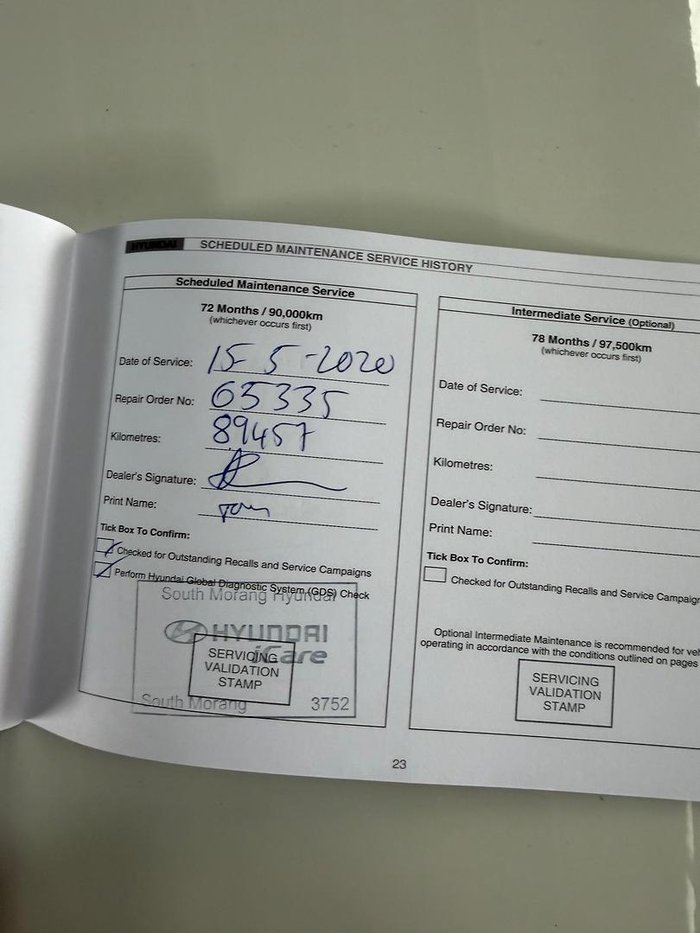 HYUNDAI SCHEDULED MAINTENANCE SERVICE HISTORY
Scheduled Maintenance Service
72 Months / 90,000km
(whichever occurs first)
Date of Service: 15-5-2020
Repair Order No: 65335
Kilometres: 89457
Dealer's Signature:
Print Name: Tom
Tick Box To Confirm:
Checked for Outstanding Recalls and Service Campaigns
Perform Hyundai Global Diagnostic System (GDS) Check
South Morang Hyundai
HYUNDAI
iCare
SERVICING
VALIDATION
STAMP
South Morang 3752
Intermediate Service (Optional)
78 Months / 97,500km
(whichever occurs first)
Date of Service:
Repair Order No:
Kilometres:
Dealer's Signature:
Print Name:
Tick Box To Confirm:
Checked for Outstanding Recalls and Service Campaign
Optional Intermediate Maintenance is recommended for veh
operating in accordance with the conditions outlined on pages
SERVICING
VALIDATION
STAMP
23